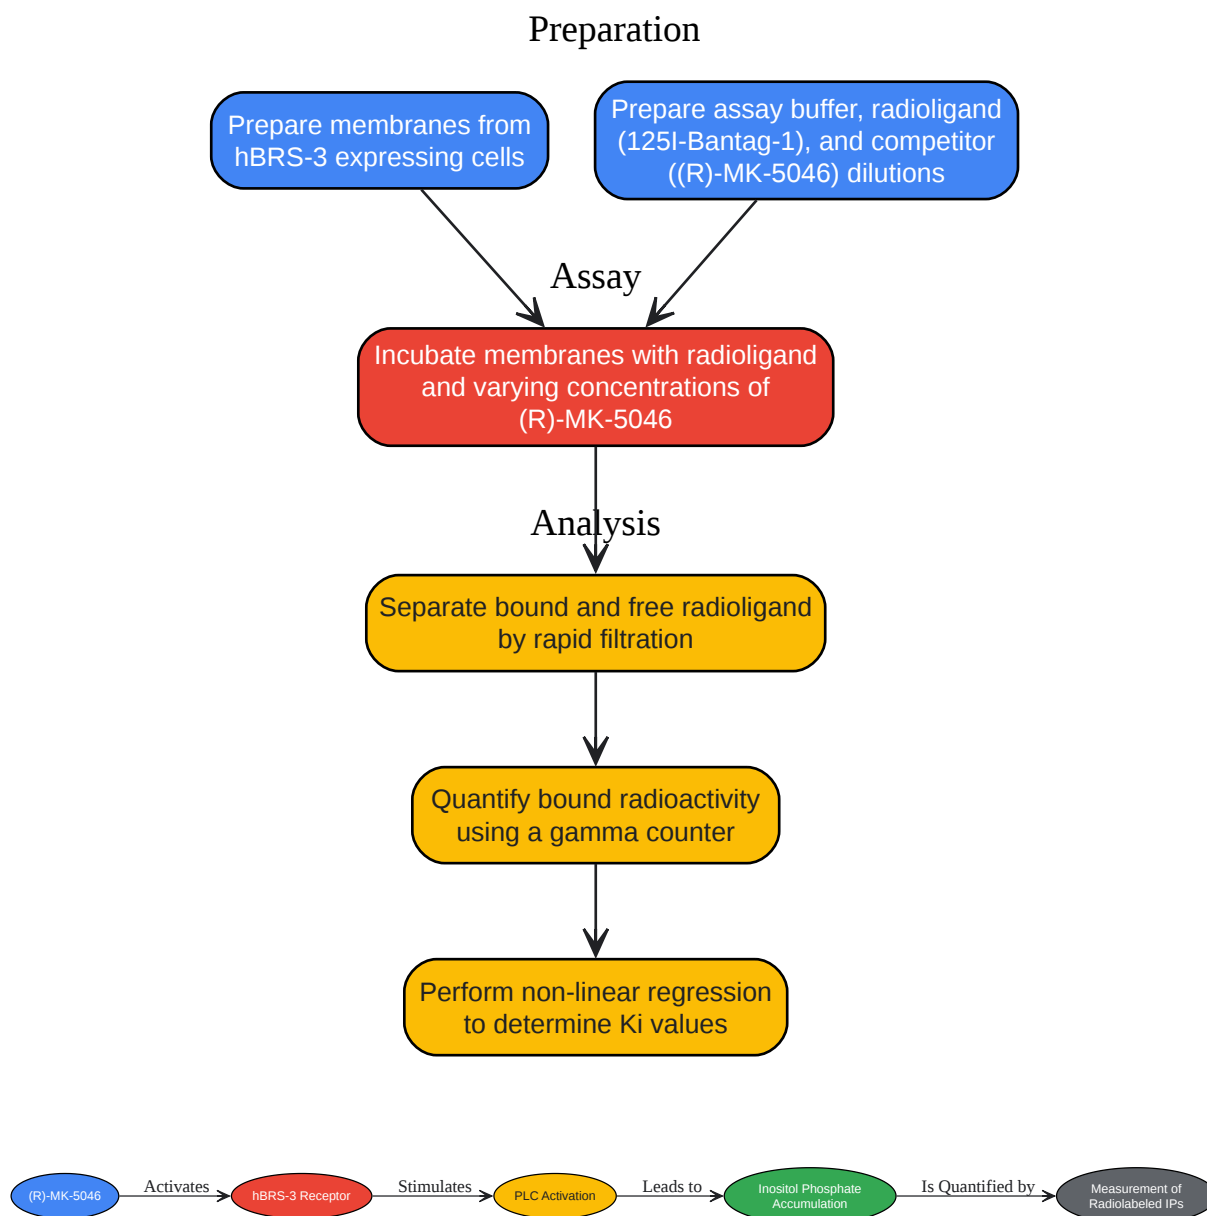 Preparation
Prepare membranes from
hBRS-3 expressing cells
Prepare assay buffer, radioligand
(125I-Bantag-1), and competitor
((R)-MK-5046) dilutions
Assay
Incubate membranes with radioligand
and varying concentrations of
(R)-MK-5046
Analysis
Separate bound and free radioligand
by rapid filtration
Quantify bound radioactivity
using a gamma counter
Perform non-linear regression
to determine Ki values
(R)-MK-5046
Activates
hBRS-3 Receptor
Stimulates
PLC Activation
Leads to
Inositol Phosphate
Accumulation
Is Quantified by
Measurement of
Radiolabeled IPs